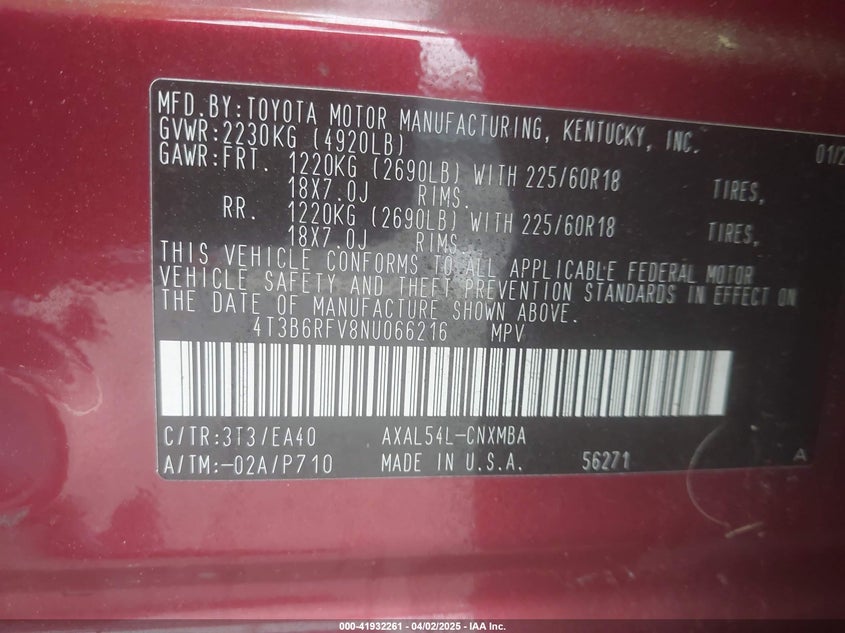 MFD.BY:TOYOTA MOTOR MANUFACTURING, KENTUCKY, INC. 01/2
GVWR:2230KG (4920LB)
GAWR:FRT. 1220KG (2690LB) WITH 225/60R18 TIRES,
18X7.0J RIMS.
RR. 1220KG (2690LB) WITH 225/60R18 TIRES,
18X7.0J RIMS.
THIS VEHICLE CONFORMS TO ALL APPLICABLE FEDERAL MOTOR
VEHICLE SAFETY AND THEFT PREVENTION STANDARDS IN EFFECT ON
THE DATE OF MANUFACTURE SHOWN ABOVE.
4T3B6RFV8NU066216 MPV
C/TR:3T3/EA40 AXAL54L-CNXMBA
A/TM:-02A/P710 MADE IN U.S.A. 56271 A
000-41932261 - 04/02/2025 - IAA Inc.